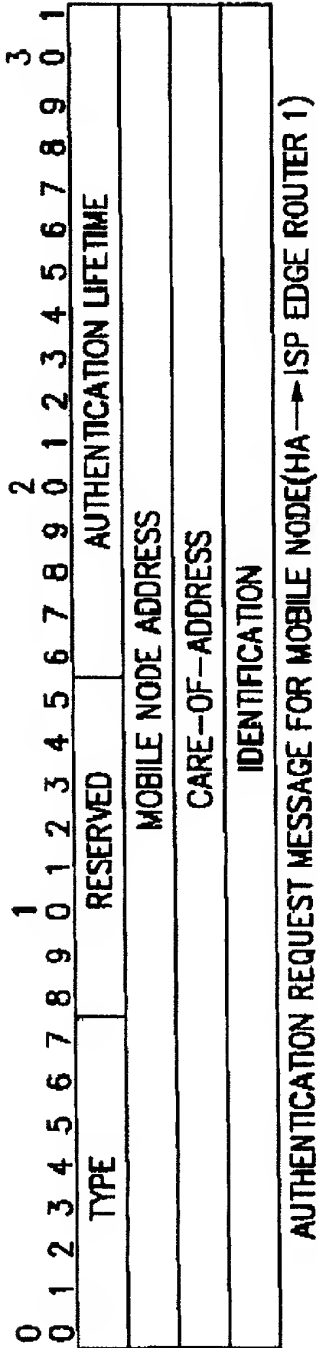 0 1 2 3
0 1 2 3 4 5 6 7 8 9 0 1 2 3 4 5 6 7 8 9 0 1 2 3 4 5 6 7 8 9 0 1
TYPE RESERVED AUTHENTICATION LIFETIME
MOBILE NODE ADDRESS
CARE-OF-ADDRESS
IDENTIFICATION
AUTHENTICATION REQUEST MESSAGE FOR MOBILE NODE(HA→ISP EDGE ROUTER 1)